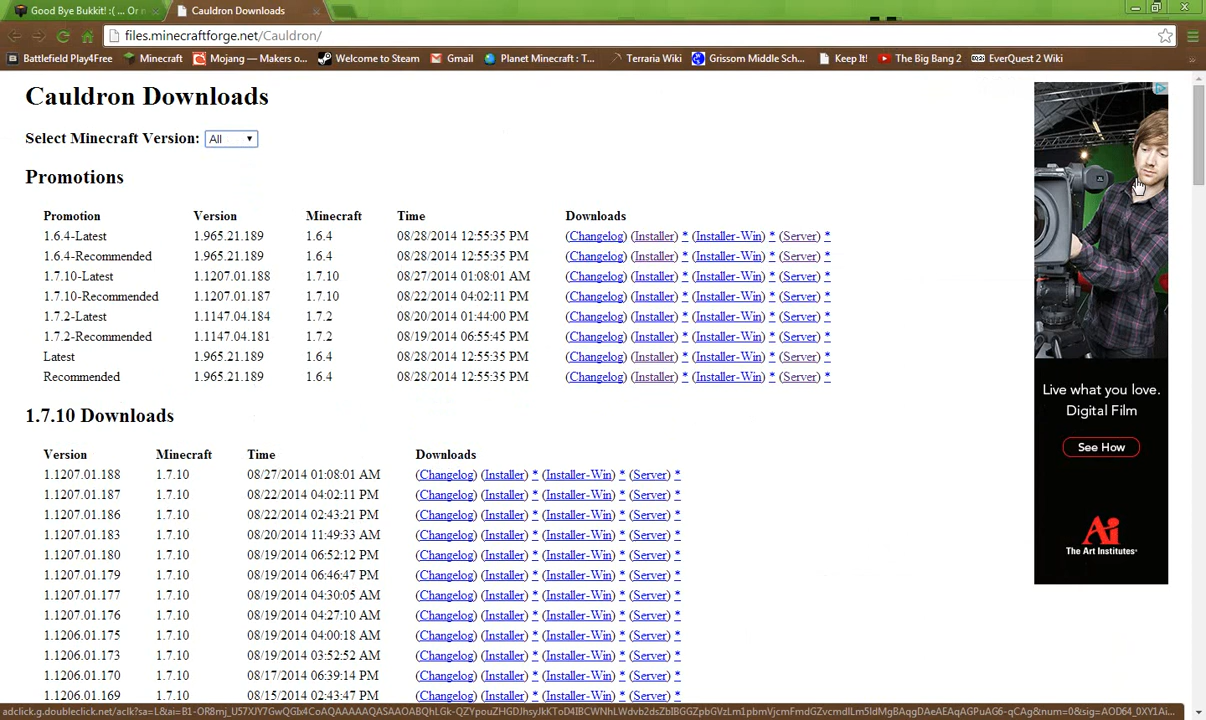 Good Bye Bukkit! :( ... Or n
Cauldron Downloads
files.minecraftforge.net/Cauldron/
Battlefield Play4Free Minecraft Mojang — Makers o... Welcome to Steam Gmail Planet Minecraft : T... Terraria Wiki Grissom Middle Sch... Keep It! The Big Bang 2 EverQuest 2 Wiki
Cauldron Downloads
Select Minecraft Version: All
Promotions
Promotion Version Minecraft Time Downloads
1.6.4-Latest 1.965.21.189 1.6.4 08/28/2014 12:55:35 PM (Changelog) (Installer) * (Installer-Win) * (Server) *
1.6.4-Recommended 1.965.21.189 1.6.4 08/28/2014 12:55:35 PM (Changelog) (Installer) * (Installer-Win) * (Server) *
1.7.10-Latest 1.1207.01.188 1.7.10 08/27/2014 01:08:01 AM (Changelog) (Installer) * (Installer-Win) * (Server) *
1.7.10-Recommended 1.1207.01.187 1.7.10 08/22/2014 04:02:11 PM (Changelog) (Installer) * (Installer-Win) * (Server) *
1.7.2-Latest 1.1147.04.184 1.7.2 08/20/2014 01:44:00 PM (Changelog) (Installer) * (Installer-Win) * (Server) *
1.7.2-Recommended 1.1147.04.181 1.7.2 08/19/2014 06:55:45 PM (Changelog) (Installer) * (Installer-Win) * (Server) *
Latest 1.965.21.189 1.6.4 08/28/2014 12:55:35 PM (Changelog) (Installer) * (Installer-Win) * (Server) *
Recommended 1.965.21.189 1.6.4 08/28/2014 12:55:35 PM (Changelog) (Installer) * (Installer-Win) * (Server) *
1.7.10 Downloads
Version Minecraft Time Downloads
1.1207.01.188 1.7.10 08/27/2014 01:08:01 AM (Changelog) (Installer) * (Installer-Win) * (Server) *
1.1207.01.187 1.7.10 08/22/2014 04:02:11 PM (Changelog) (Installer) * (Installer-Win) * (Server) *
1.1207.01.186 1.7.10 08/22/2014 02:43:21 PM (Changelog) (Installer) * (Installer-Win) * (Server) *
1.1207.01.183 1.7.10 08/20/2014 11:49:33 AM (Changelog) (Installer) * (Installer-Win) * (Server) *
1.1207.01.180 1.7.10 08/19/2014 06:52:12 PM (Changelog) (Installer) * (Installer-Win) * (Server) *
1.1207.01.179 1.7.10 08/19/2014 06:46:47 PM (Changelog) (Installer) * (Installer-Win) * (Server) *
1.1207.01.177 1.7.10 08/19/2014 04:30:05 AM (Changelog) (Installer) * (Installer-Win) * (Server) *
1.1207.01.176 1.7.10 08/19/2014 04:27:10 AM (Changelog) (Installer) * (Installer-Win) * (Server) *
1.1206.01.175 1.7.10 08/19/2014 04:00:18 AM (Changelog) (Installer) * (Installer-Win) * (Server) *
1.1206.01.173 1.7.10 08/19/2014 03:52:52 AM (Changelog) (Installer) * (Installer-Win) * (Server) *
1.1206.01.170 1.7.10 08/17/2014 06:39:14 PM (Changelog) (Installer) * (Installer-Win) * (Server) *
1.1206.01.169 1.7.10 08/15/2014 02:43:47 PM (Changelog) (Installer) * (Installer-Win) * (Server) *
Live what you love.
Digital Film
See How
Ai
The Art Institutes